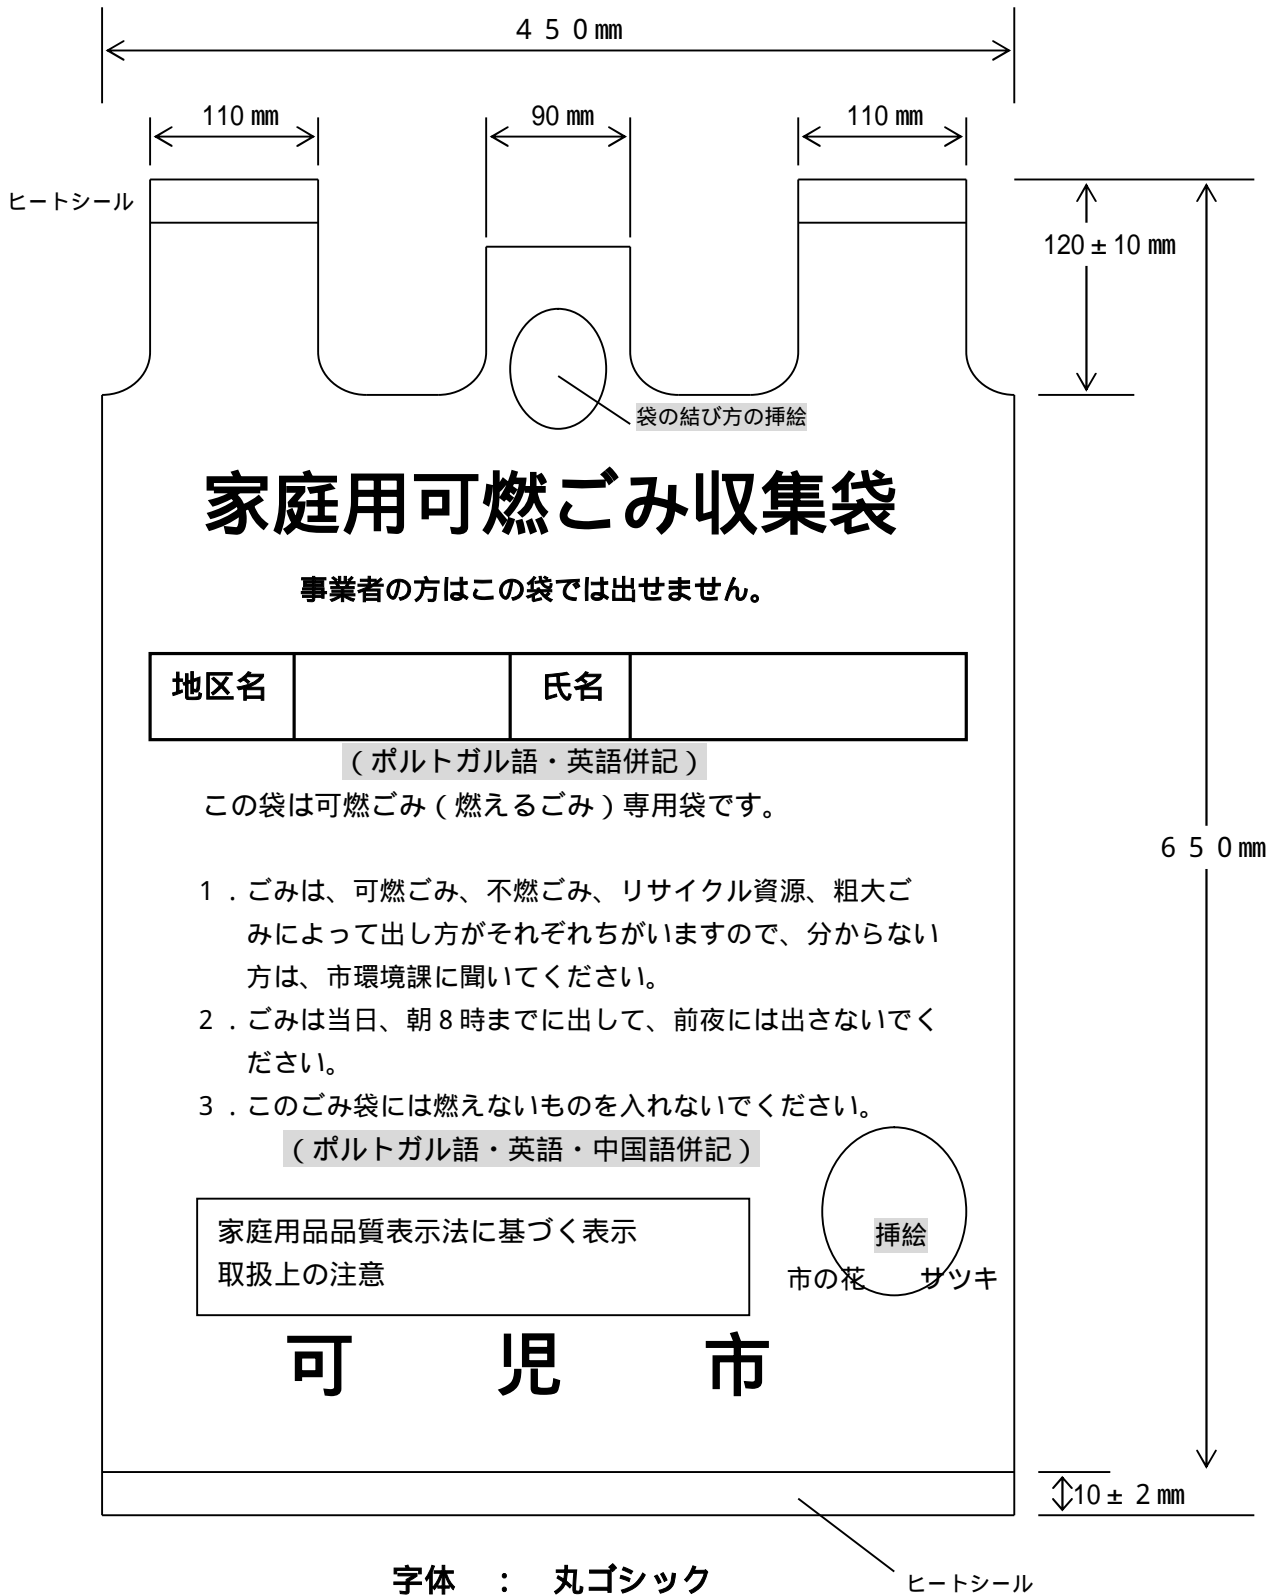 ４５０㎜
110㎜
90㎜
110㎜
ヒートシール
120±10㎜
袋の結び方の挿絵
家庭用可燃ごみ収集袋
事業者の方はこの袋では出せません。
地区名
氏名
（ポルトガル語・英語併記）
この袋は可燃ごみ（燃えるごみ）専用袋です。
６５０㎜
１．ごみは、可燃ごみ、不燃ごみ、リサイクル資源、粗大ご
みによって出し方がそれぞれちがいますので、分からない
方は、市環境課に聞いてください。
２．ごみは当日、朝８時までに出して、前夜には出さないでく
ださい。
３．このごみ袋には燃えないものを入れないでください。
（ポルトガル語・英語・中国語併記）
家庭用品品質表示法に基づく表示
取扱上の注意
挿絵
市の花　　サツキ
可　児　市
10±２㎜
字体　：　丸ゴシック
ヒートシール